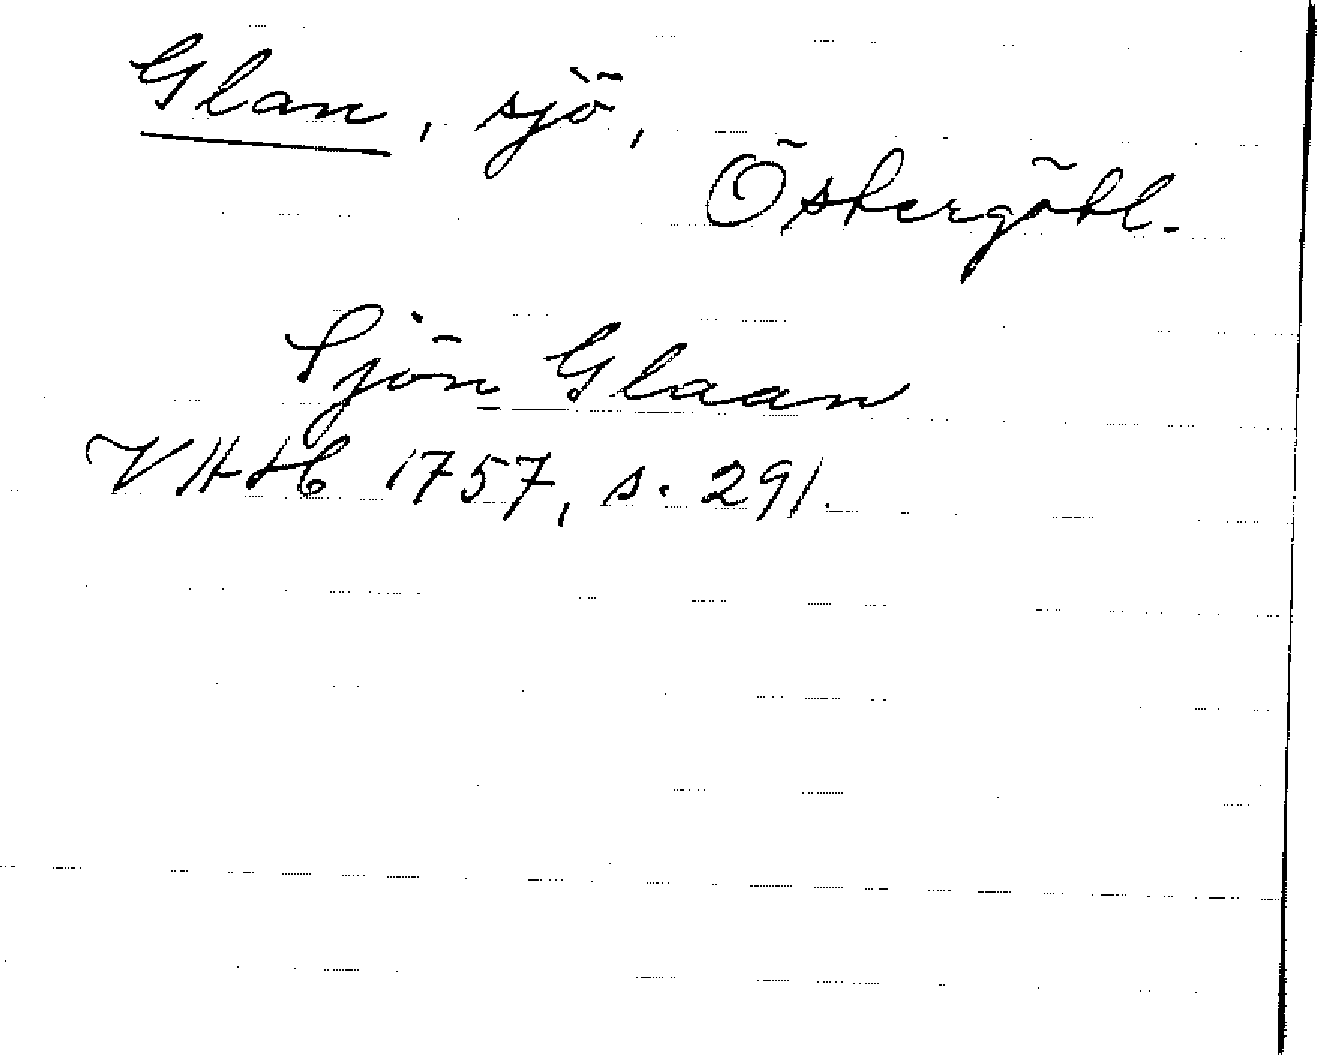 Glan, sjö,
Östergötl.
Sjön Glaan
VHAH 1757, s. 291.